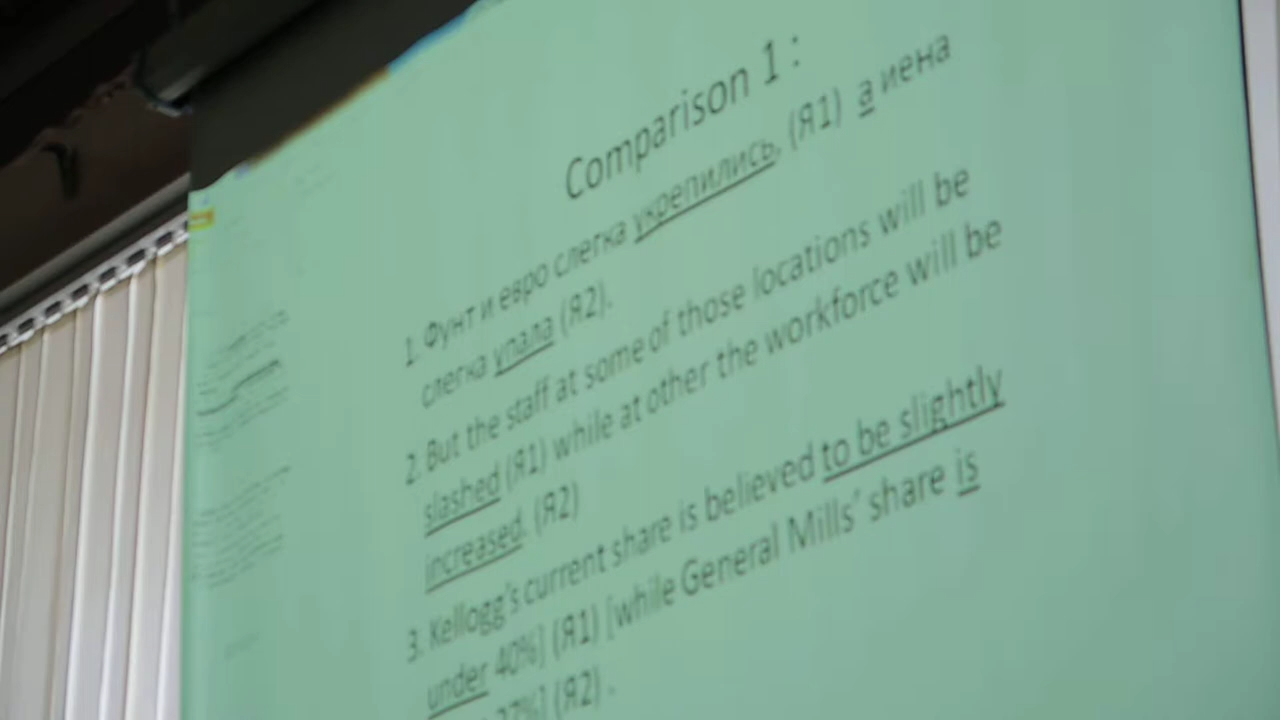 Comparison 1 :
1. Фунт и евро слегка укрепились, (Я1) а иена
слегка упала (Я2).
2. But the staff at some of those locations will be
slashed (Я1) while at other the workforce will be
increased. (Я2)
3. Kellogg's current share is believed to be slightly
under 40%] (Я1) [while General Mills' share is
27%] (Я2) .